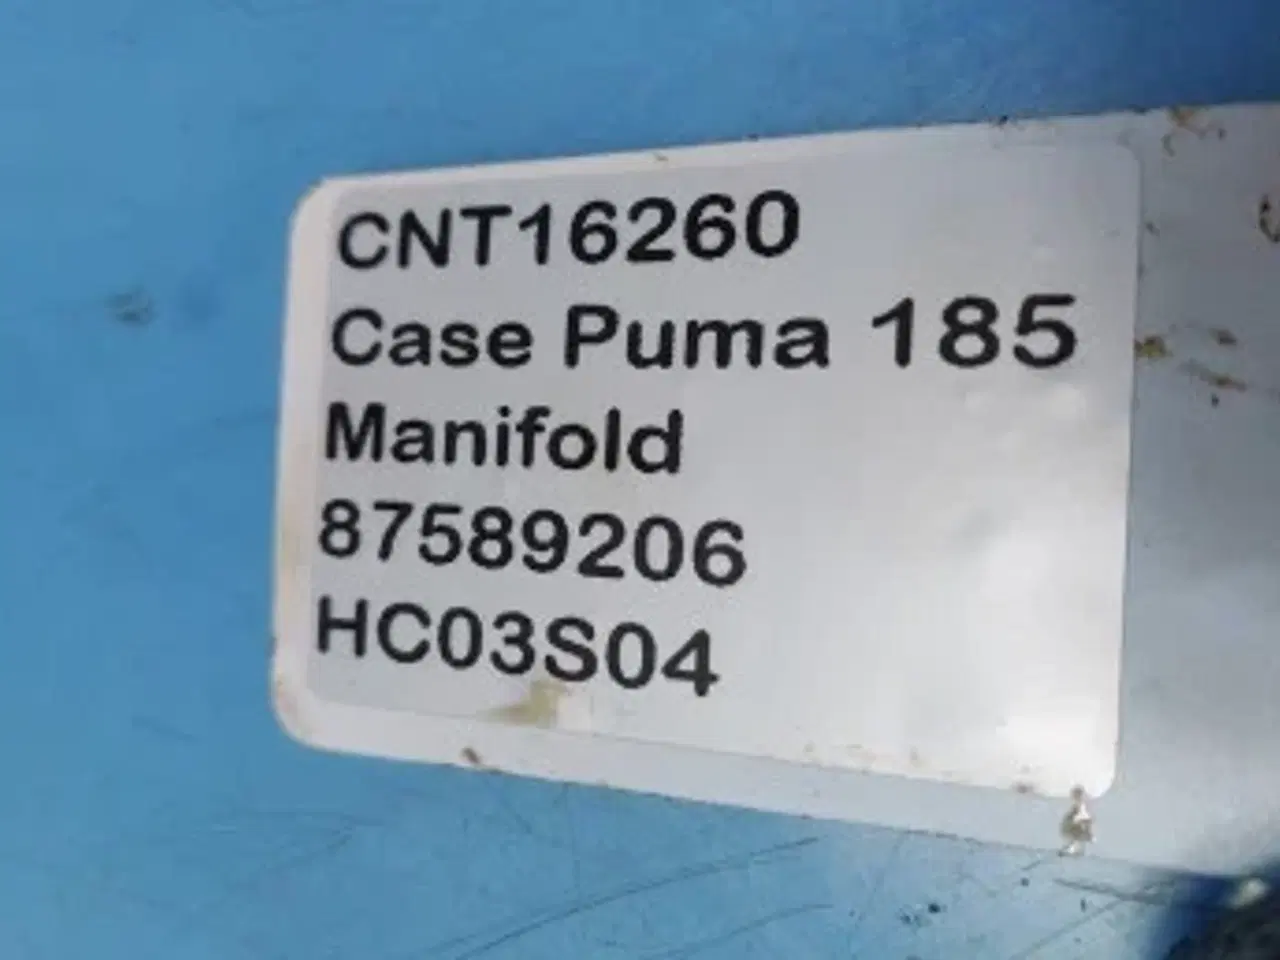 CNT16260
Case Puma 185
Manifold
87589206
HC03S04